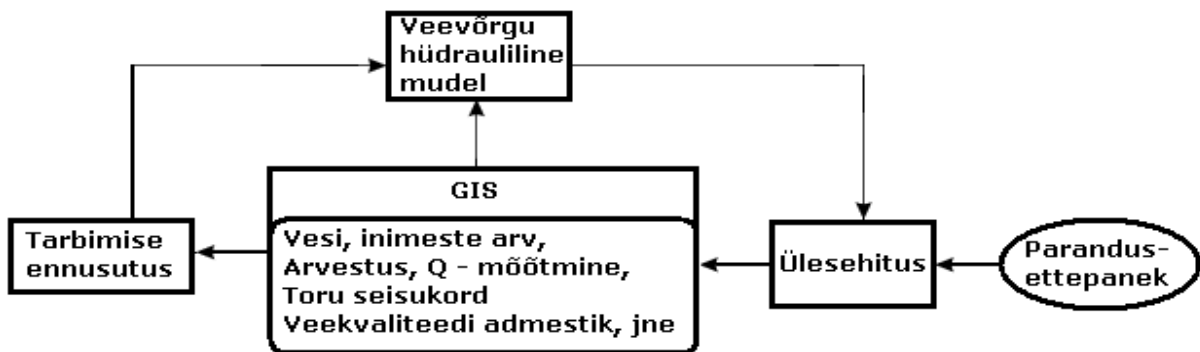 Veevõrgu
hüdrauliline
mudel
GIS
Vesi, inimeste arv,
Arvestus, Q - mõõtmine,
Toru seisukord
Veekvaliteedi admestik, jne
Tarbimise
ennusutus
Ülesehitus
Parandus-
ettepanek